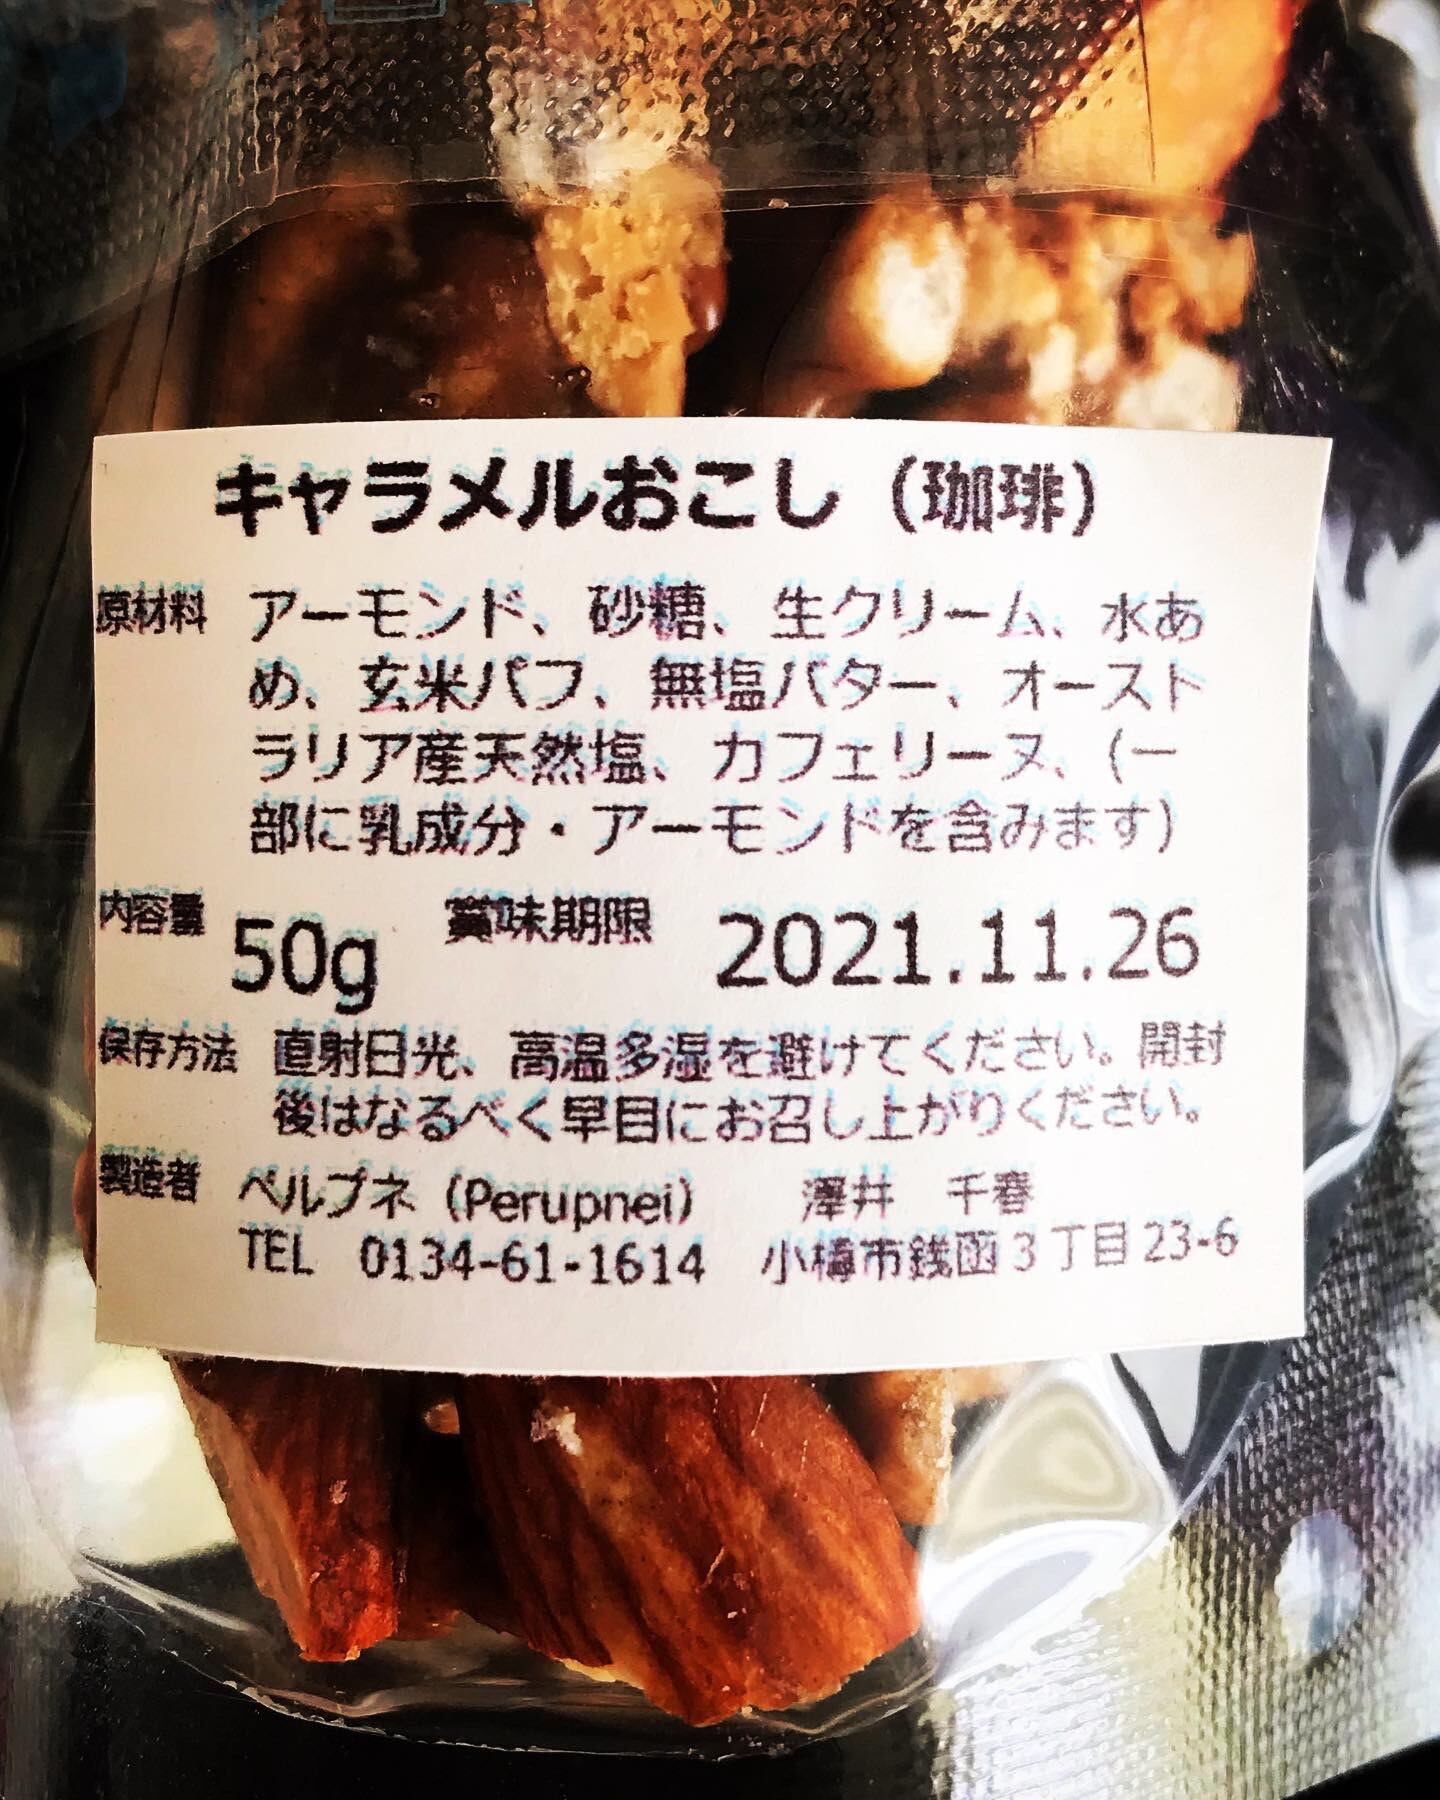 キャラメルおこし（珈琲）
原材料 アーモンド、砂糖、生クリーム、水あ
め、玄米パフ、無塩バター、オースト
ラリア産天然塩、カフェリーヌ、（一
部に乳成分・アーモンドを含みます）
内容量 50g 賞味期限 2021.11.26
保存方法 直射日光、高温多湿を避けてください。開封
後はなるべく早目にお召し上がりください。
製造者 ペルプネ（Perupnei） 澤井 千春
TEL 0134-61-1614 小樽市銭函３丁目23-6